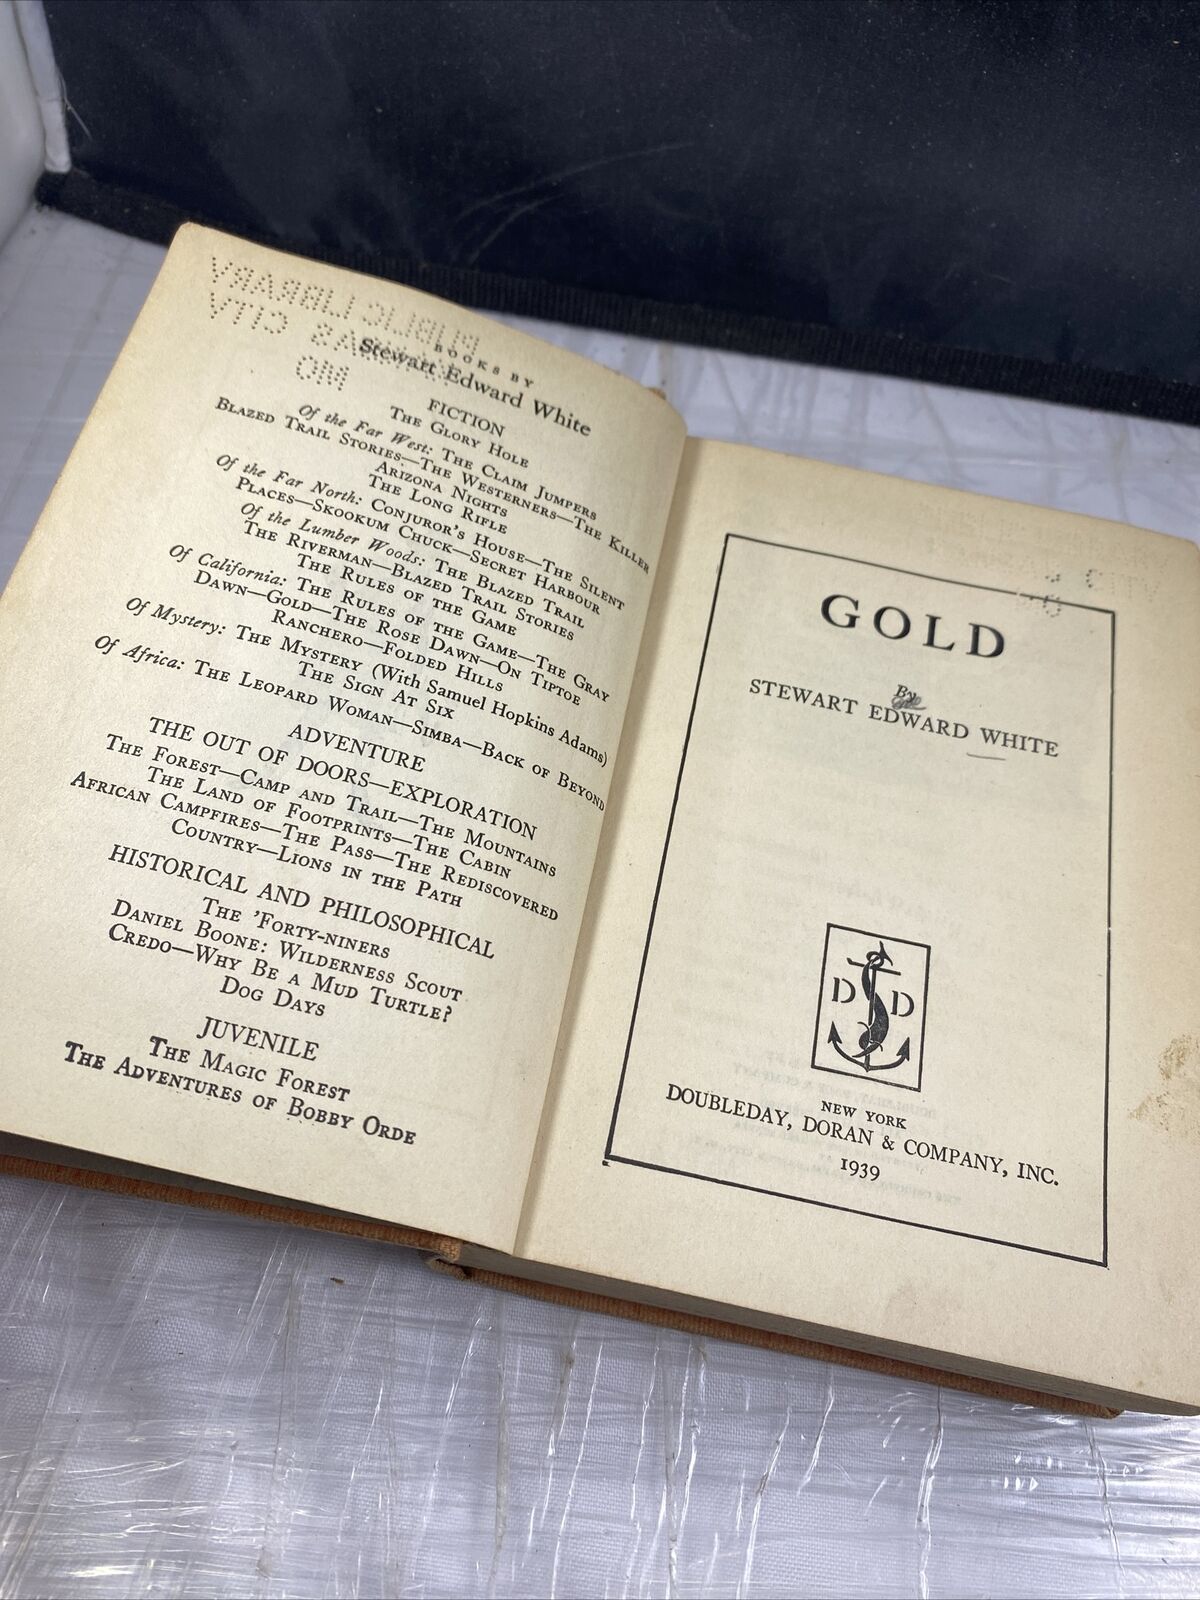 PUBLIC LIBRARY
KANSAS CITY
MO
BOOKS BY
Stewart Edward White
FICTION
THE GLORY HOLE
Of the Far West: THE CLAIM JUMPERS
BLAZED TRAIL STORIES—THE WESTERNERS—THE KILLER
ARIZONA NIGHTS
THE LONG RIFLE
Of the Far North: CONJUROR'S HOUSE—THE SILENT
PLACES—SKOOKUM CHUCK—SECRET HARBOUR
Of the Lumber Woods: THE BLAZED TRAIL
THE RIVERMAN—BLAZED TRAIL STORIES
THE RULES OF THE GAME
Of California: THE RULES OF THE GAME—THE GRAY
DAWN—GOLD—THE ROSE DAWN—ON TIPTOE
RANCHERO—FOLDED HILLS
Of Mystery: THE MYSTERY (With Samuel Hopkins Adams)
THE SIGN AT SIX
Of Africa: THE LEOPARD WOMAN—SIMBA—BACK OF BEYOND
ADVENTURE
THE OUT OF DOORS—EXPLORATION
THE FOREST—CAMP AND TRAIL—THE MOUNTAINS
THE LAND OF FOOTPRINTS—THE CABIN
AFRICAN CAMPFIRES—THE PASS—THE REDISCOVERED
COUNTRY—LIONS IN THE PATH
HISTORICAL AND PHILOSOPHICAL
THE 'FORTY-NINERS
DANIEL BOONE: WILDERNESS SCOUT
CREDO—WHY BE A MUD TURTLE?
DOG DAYS
JUVENILE
THE MAGIC FOREST
THE ADVENTURES OF BOBBY ORDE
GOLD
By
STEWART EDWARD WHITE
D D
NEW YORK
DOUBLEDAY, DORAN & COMPANY, INC.
1939